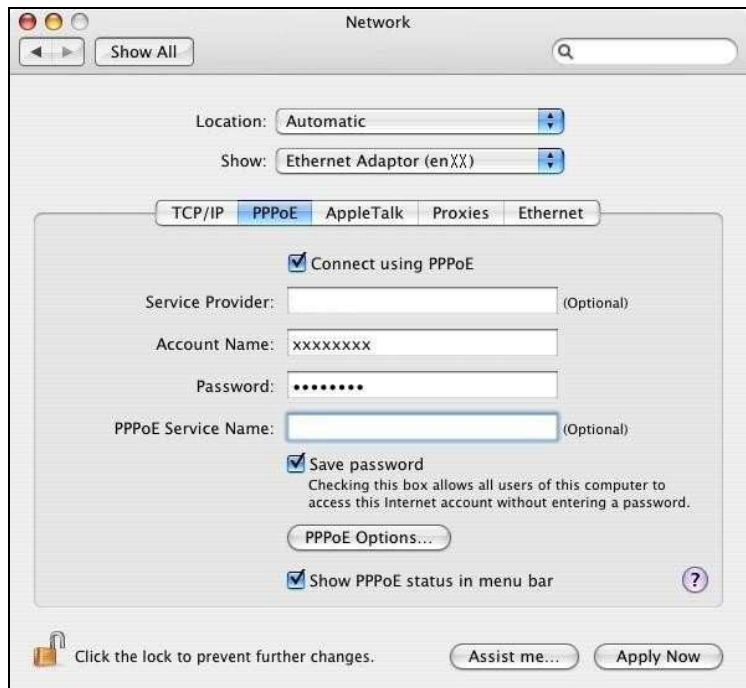 Network
Show All
Location: Automatic
Show: Ethernet Adaptor (enXX)
TCP/IP PPPoE AppleTalk Proxies Ethernet
Connect using PPPoE
Service Provider: (Optional)
Account Name: xxxxxxxx
Password: ••••••••
PPPoE Service Name: (Optional)
Save password
Checking this box allows all users of this computer to
access this Internet account without entering a password.
PPPoE Options...
Show PPPoE status in menu bar
?
Click the lock to prevent further changes. Assist me... Apply Now